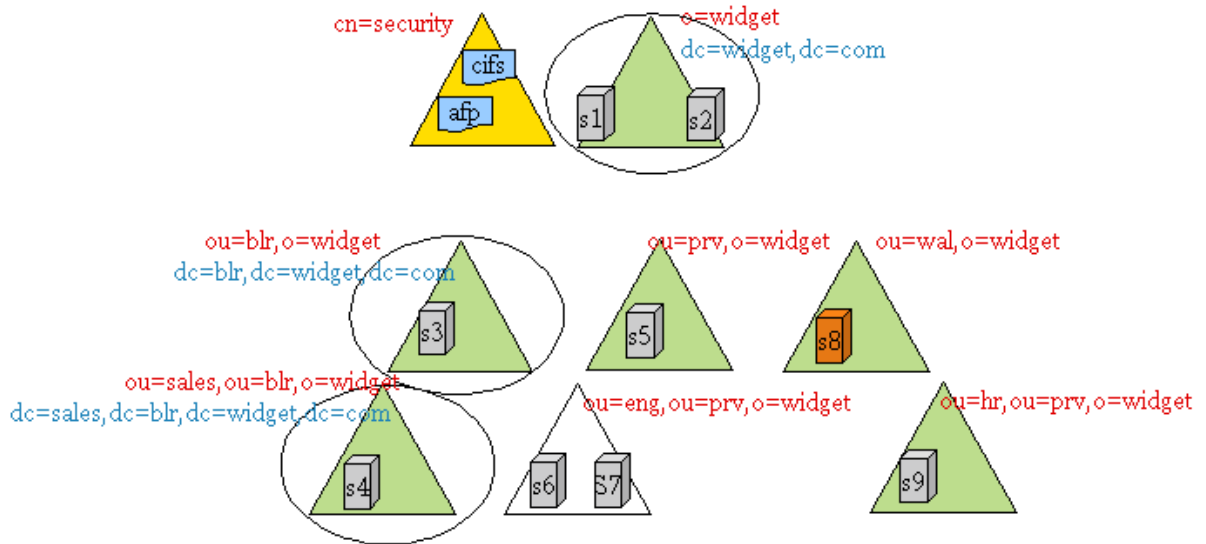 cn=security
o=widget
dc=widget,dc=com
cifs
afp
s1
s2
ou=blr,o=widget
dc=blr,dc=widget,dc=com
ou=prv,o=widget
ou=wal,o=widget
s3
s5
s8
ou=sales,ou=blr,o=widget
dc=sales,dc=blr,dc=widget,dc=com
ou=eng,ou=prv,o=widget
ou=hr,ou=prv,o=widget
s4
s6
S7
s9